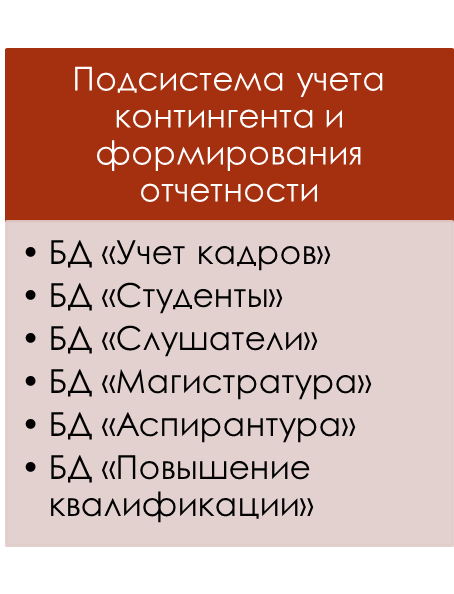 Подсистема учета
контингента и
формирования
отчетности
• БД «Учет кадров»
• БД «Студенты»
• БД «Слушатели»
• БД «Магистратура»
• БД «Аспирантура»
• БД «Повышение
квалификации»